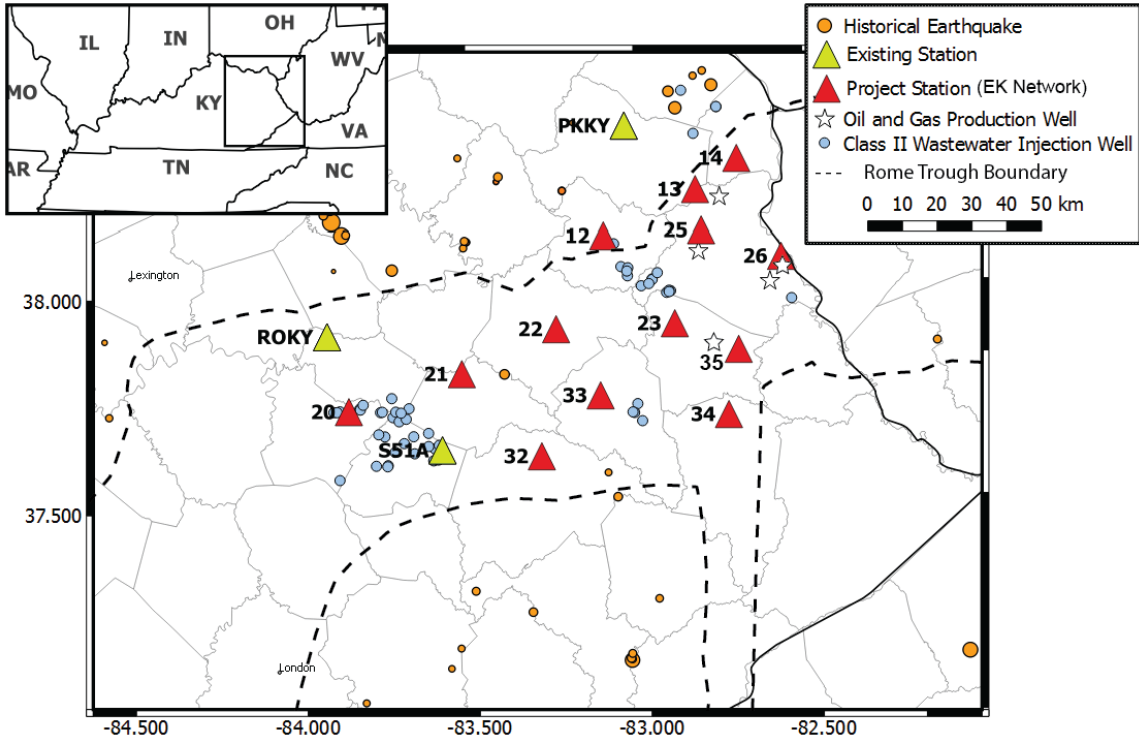 OH
IL
IN
WV
MO
KY
VA
AR
TN
NC
Historical Earthquake
Existing Station
Project Station (EK Network)
Oil and Gas Production Well
Class II Wastewater Injection Well
Rome Trough Boundary
0 10 20 30 40 50 km
PKKY
14
13
25
12
26
Lexington
38.000
ROKY
22
23
35
21
33
20
34
S51A
32
37.500
London
-84.500
-84.000
-83.500
-83.000
-82.500